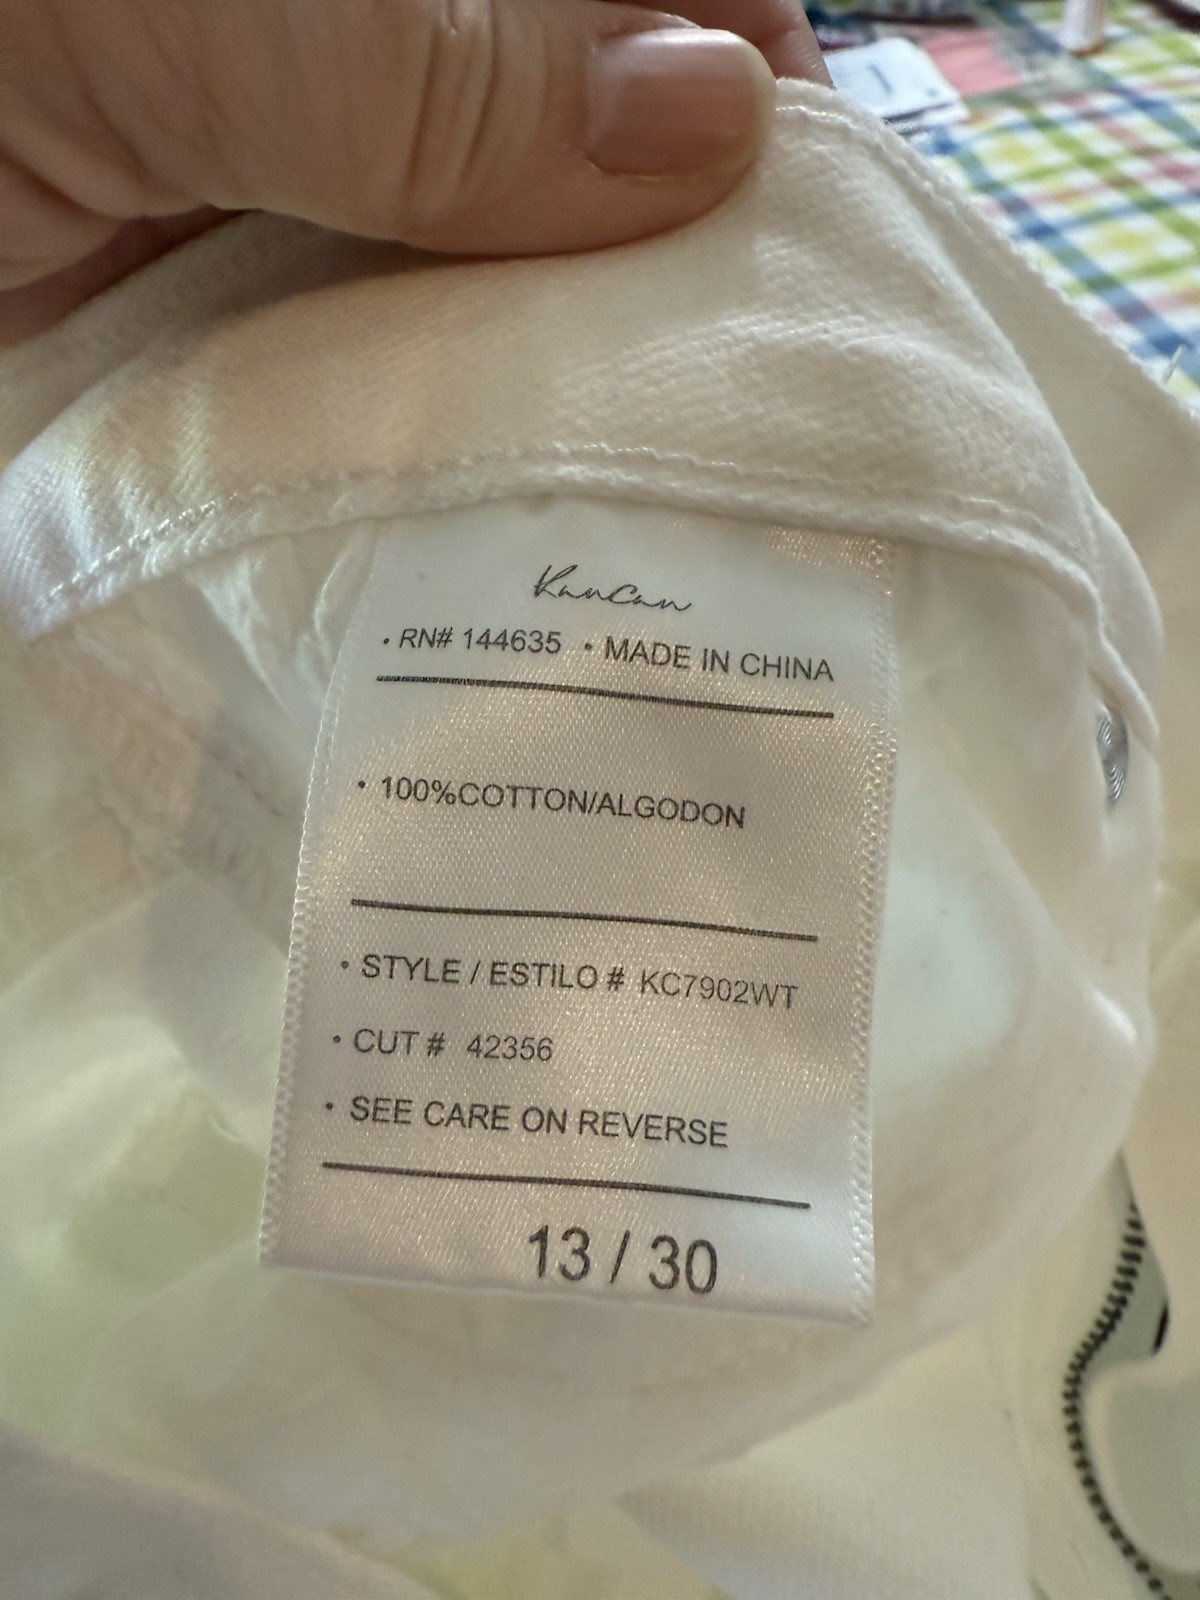 KanCan
• RN# 144635 • MADE IN CHINA
• 100%COTTON/ALGODON
• STYLE / ESTILO # KC7902WT
• CUT # 42356
• SEE CARE ON REVERSE
13 / 30